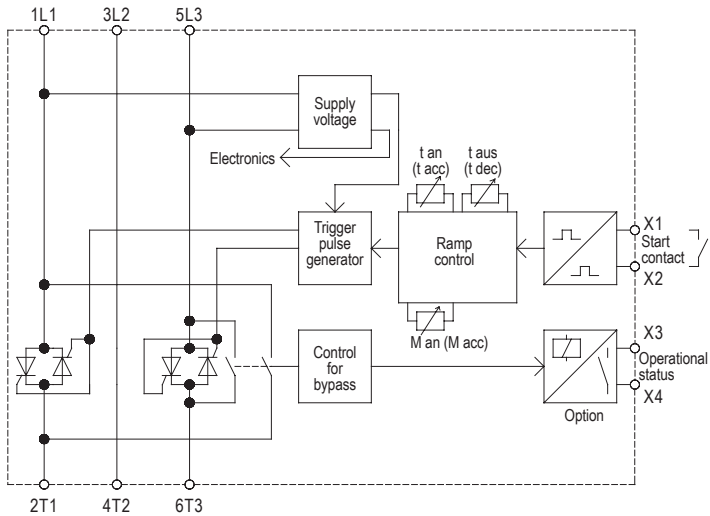 1L1 3L2 5L3
Supply
voltage
Electronics
t an
(t acc)
t aus
(t dec)
Trigger
pulse
generator
Ramp
control
X1
Start
contact
X2
M an (M acc)
Control
for
bypass
X3
Operational
status
X4
Option
2T1 4T2 6T3